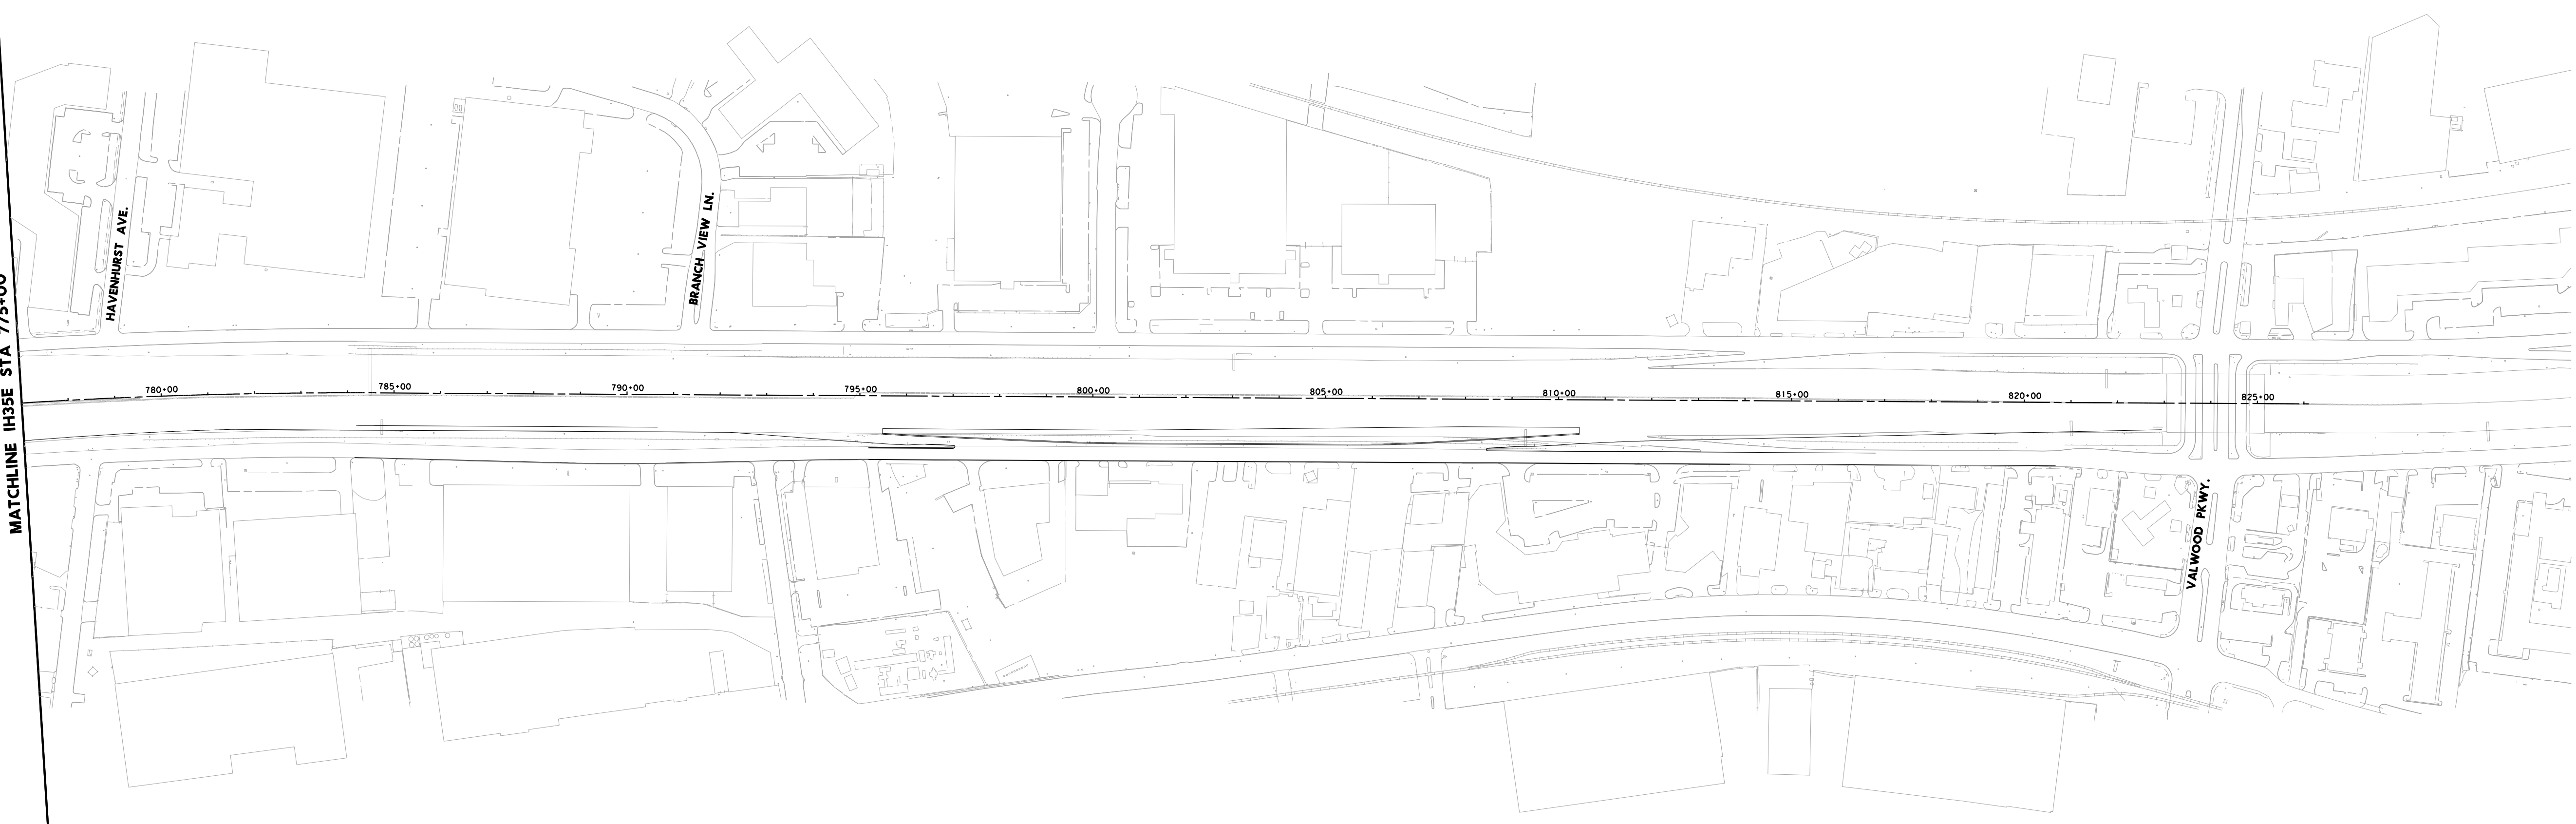 MATCHLINE IH35E STA 775+00
HAVENHURST AVE.
BRANCH VIEW LN.
780+00
785+00
790+00
795+00
800+00
805+00
810+00
815+00
820+00
825+00
VALWOOD PKWY.